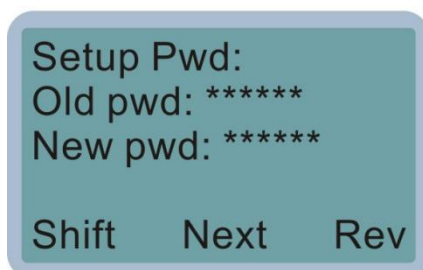 Setup Pwd:
Old pwd: ******
New pwd: ******
Shift Next Rev